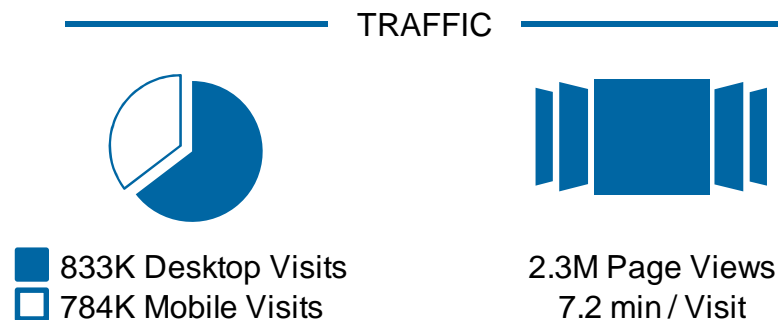 TRAFFIC
833K Desktop Visits
784K Mobile Visits
2.3M Page Views
7.2 min / Visit